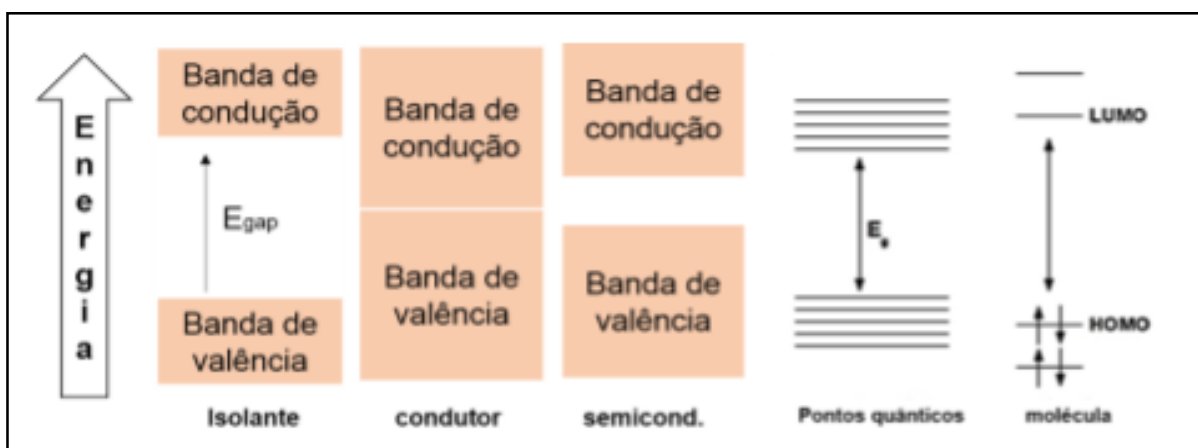 Energia
Banda de
condução
Egap
Banda de
valência
Isolante
Banda de
condução
Banda de
valência
condutor
Banda de
condução
Banda de
valência
semicond.
Eg
Pontos quânticos
LUMO
HOMO
molécula